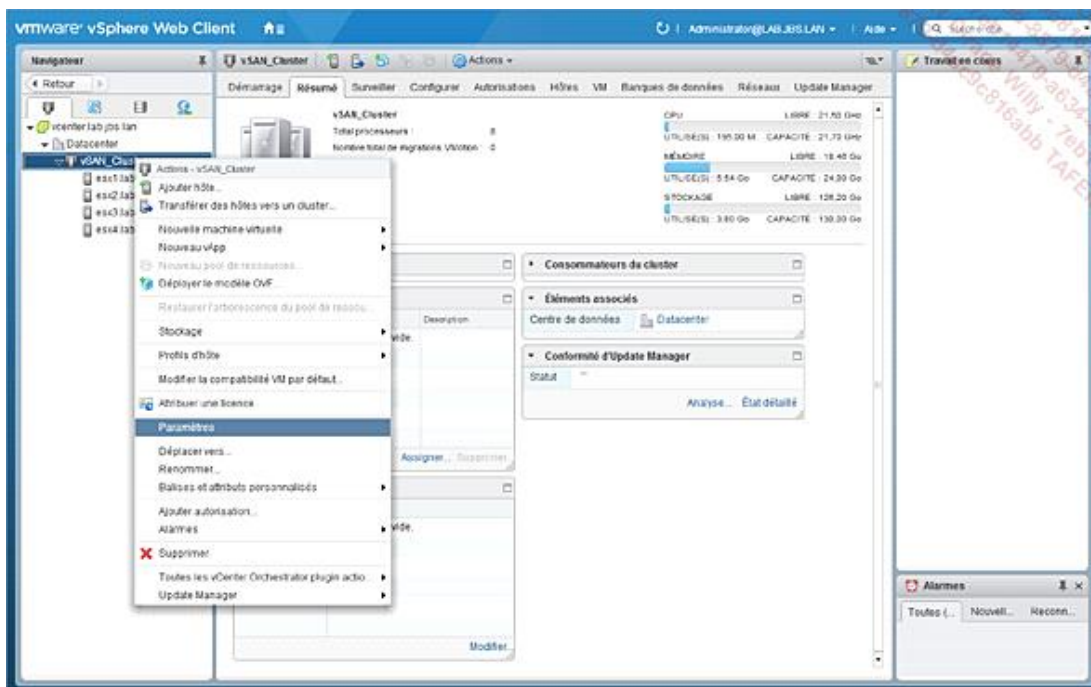 vmware® vSphere Web Client
Administrator@LAB.JBS.LAN
Aide
Navigateur
Retour
vcenter.lab.jbs.lan
Datacenter
vSAN_Clus
esx1.lab
esx2.lab
esx3.lab
esx4.lab
vSAN_Cluster
Actions
Démarrage Résumé Surveiller Configurer Autorisations Hôtes VM Banques de données Réseaux Update Manager
vSAN_Cluster
Total processeurs : 8
Nombre total de migrations VMotion : 0
CPU LIBRE : 21,50 GHz
UTILISÉ(S) : 195,00 M CAPACITÉ : 21,70 GHz
MÉMOIRE LIBRE : 18,46 Go
UTILISÉ(S) : 5,54 Go CAPACITÉ : 24,00 Go
STOCKAGE LIBRE : 126,20 Go
UTILISÉ(S) : 3,80 Go CAPACITÉ : 130,00 Go
Actions - vSAN_Cluster
Ajouter hôte...
Transférer des hôtes vers un cluster...
Nouvelle machine virtuelle
Nouveau vApp
Nouveau pool de ressources...
Déployer le modèle OVF...
Restaurer l'arborescence du pool de ressou...
Stockage
Profils d'hôte
Modifier la compatibilité VM par défaut...
Attribuer une licence
Paramètres
Déplacer vers...
Renommer...
Balises et attributs personnalisés
Ajouter autorisation...
Alarmes
Supprimer
Toutes les vCenter Orchestrator plugin actio...
Update Manager
Description
vide.
Assigner... Supprimer
vide.
Modifier...
Consommateurs du cluster
Éléments associés
Centre de données Datacenter
Conformité d'Update Manager
Statut
Analyse... État détaillé
Travail en cours
Alarmes
Toutes (... Nouvell... Reconn...